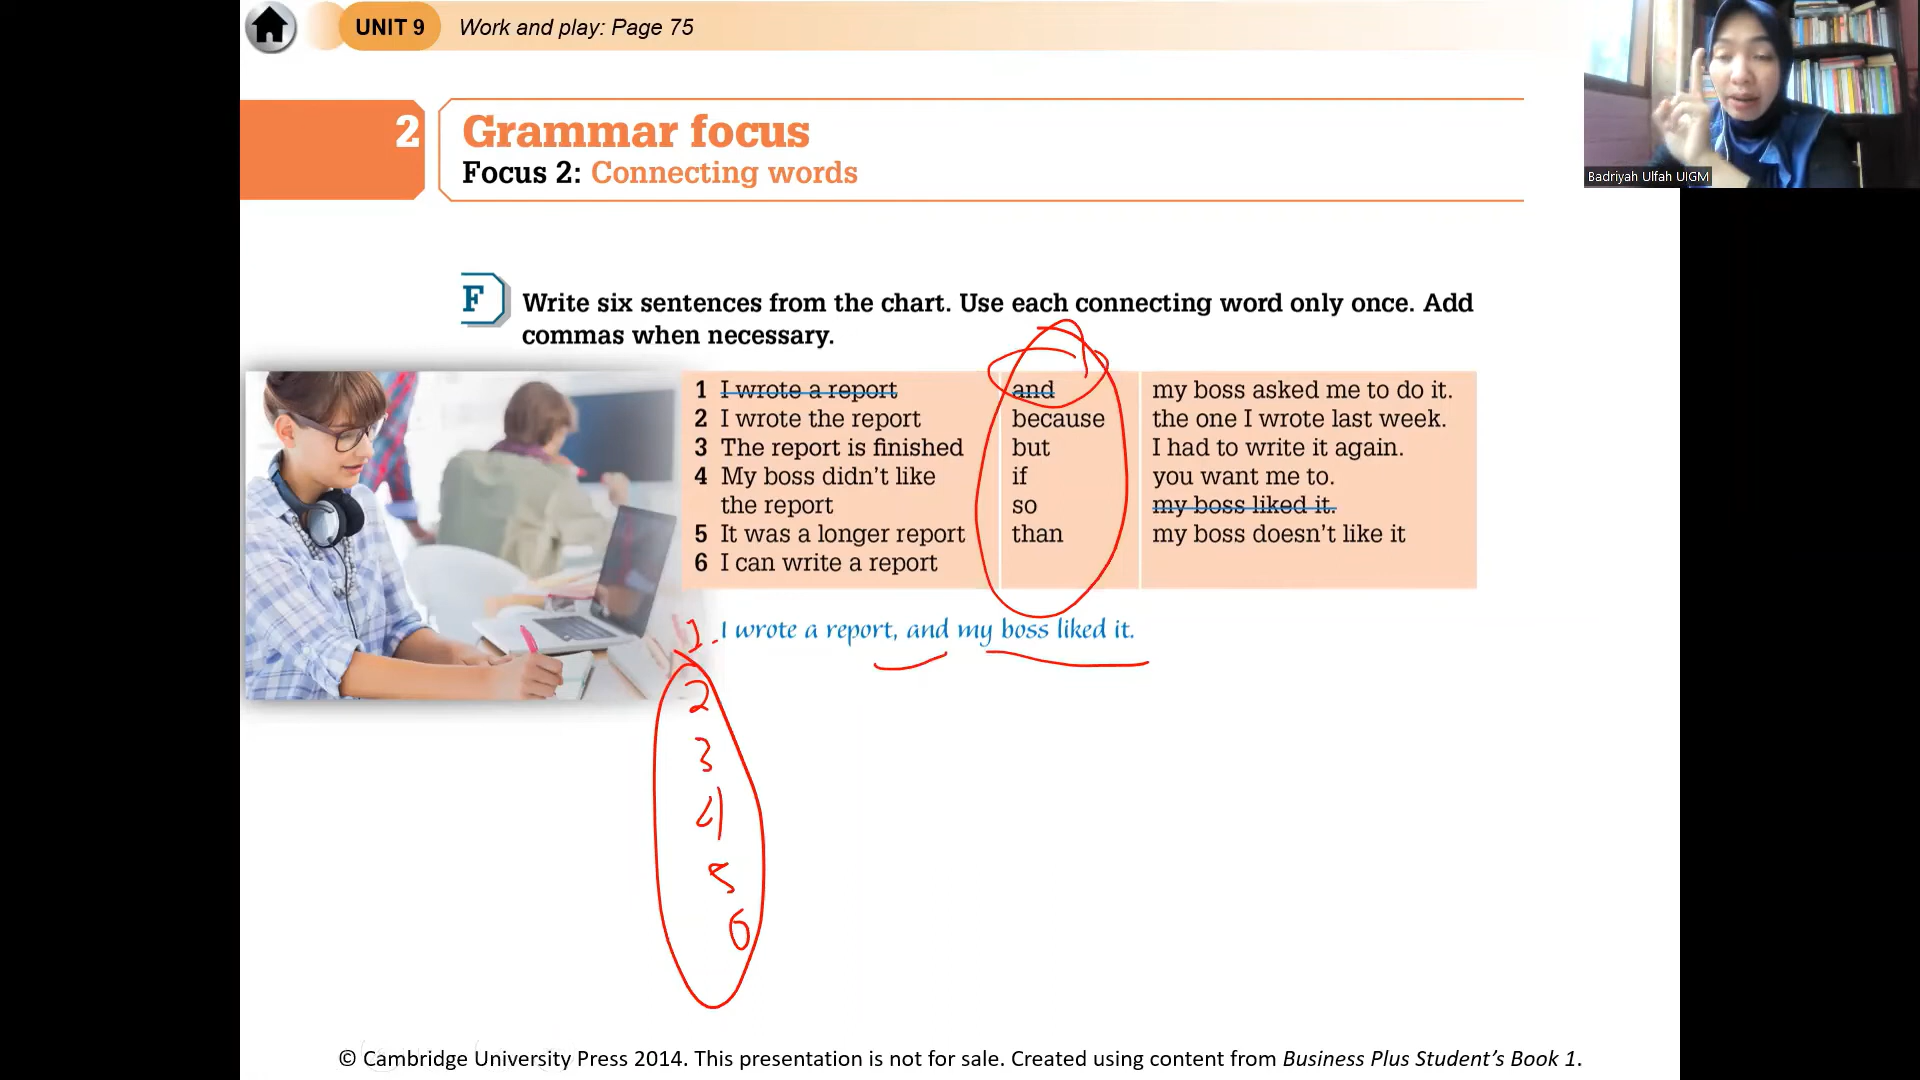 UNIT 9 Work and play: Page 75
Badriyah Ulfah UIGM
2 Grammar focus
Focus 2: Connecting words
F Write six sentences from the chart. Use each connecting word only once. Add
commas when necessary.
1 I wrote a report and my boss asked me to do it.
2 I wrote the report because the one I wrote last week.
3 The report is finished but I had to write it again.
4 My boss didn't like if you want me to.
the report so my boss liked it.
5 It was a longer report than my boss doesn't like it
6 I can write a report
1. I wrote a report, and my boss liked it.
2
3
4
5
6
© Cambridge University Press 2014. This presentation is not for sale. Created using content from Business Plus Student's Book 1.